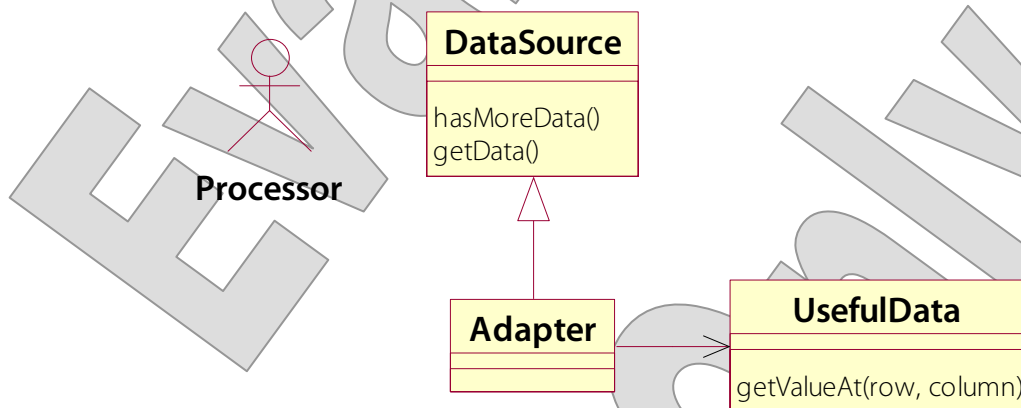 DataSource
hasMoreData()
getData()
Processor
Adapter
UsefulData
getValueAt(row, column)